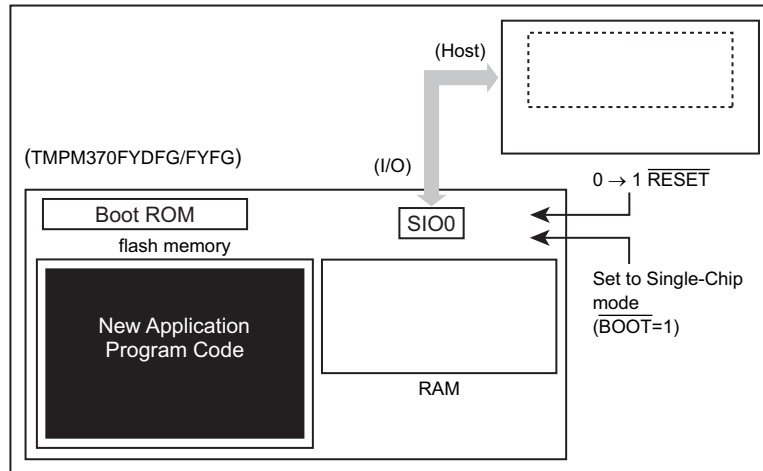 (Host)
(TMPM370FYDFG/FYFG)
(I/O)
0 → 1 RESET
Boot ROM
SIO0
flash memory
Set to Single-Chip
mode
(BOOT=1)
New Application
Program Code
RAM